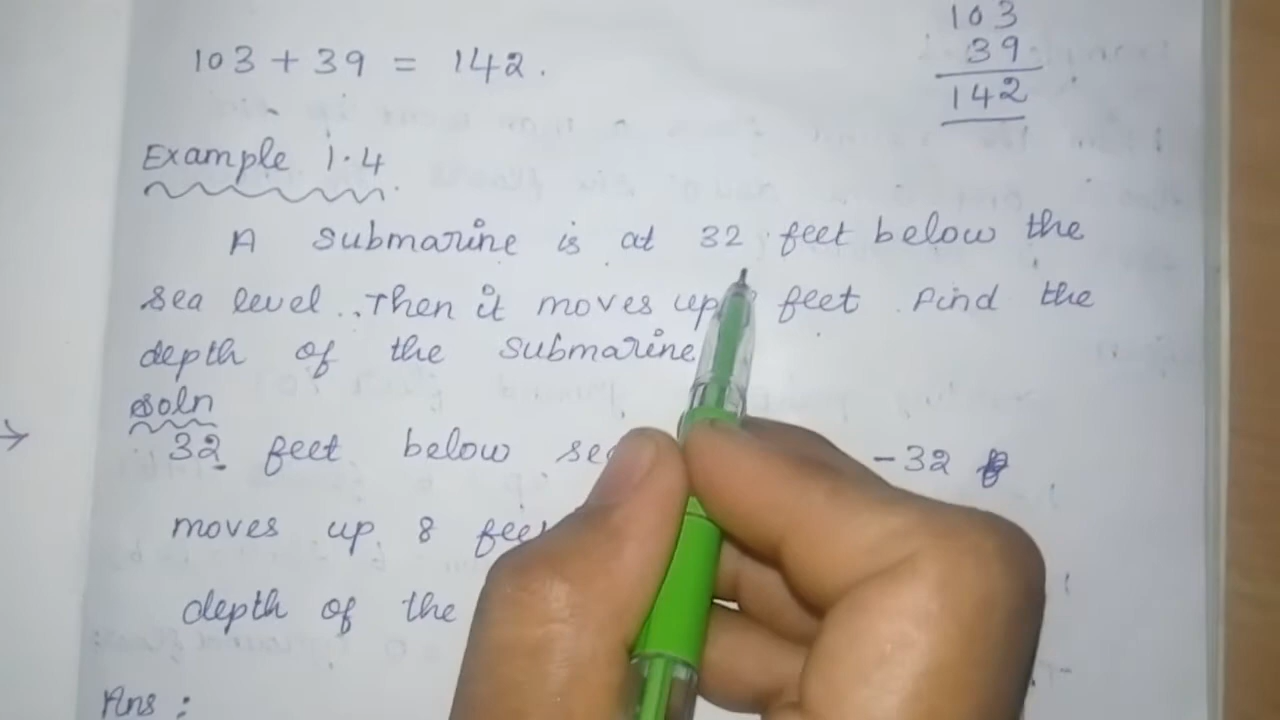 103 + 39 = 142.
103
39
142
Example 1.4
A submarine is at 32 feet below the
sea level. Then it moves up feet. Find the
depth of the submarine
Soln
32 feet below -32
moves up 8
depth of the
Ans :